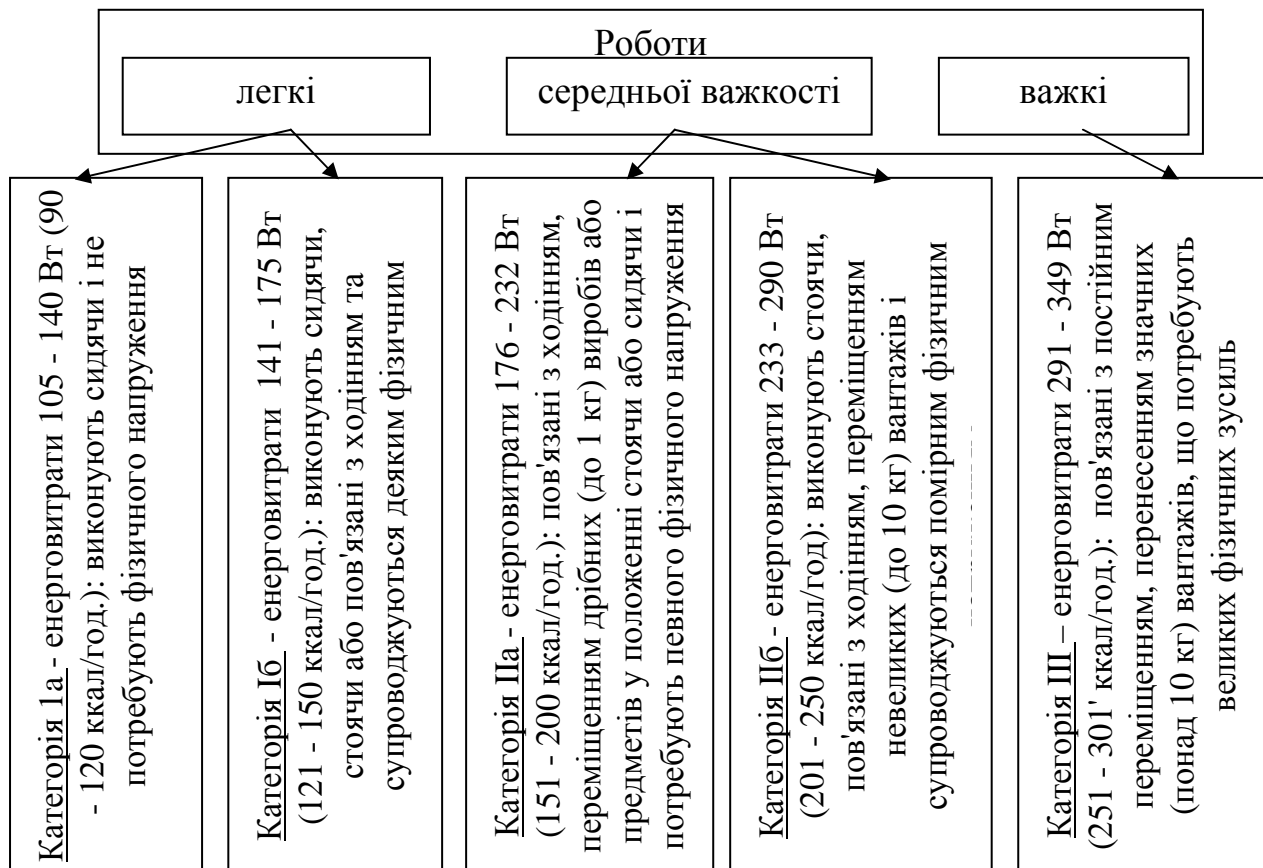 Роботи
легкі
середньої важкості
важкі
Категорія 1а - енерговитрати 105 - 140 Вт (90
- 120 ккал/год.): виконують сидячи і не
потребують фізичного напруження
Категорія Іб - енерговитрати 141 - 175 Вт
(121 - 150 ккал/год.): виконують сидячи,
стоячи або пов'язані з ходінням та
супроводжуються деяким фізичним
Категорія ІІа - енерговитрати 176 - 232 Вт
(151 - 200 ккал/год.): пов'язані з ходінням,
переміщенням дрібних (до 1 кг) виробів або
предметів у положенні стоячи або сидячи і
потребують певного фізичного напруження
Категорія ІІб - енерговитрати 233 - 290 Вт
(201 - 250 ккал/год): виконують стоячи,
пов'язані з ходінням, переміщенням
невеликих (до 10 кг) вантажів і
супроводжуються помірним фізичним
Категорія ІІІ – енерговитрати 291 - 349 Вт
(251 - 301' ккал/год.): пов'язані з постійним
переміщенням, перенесенням значних
(понад 10 кг) вантажів, що потребують
великих фізичних зусиль